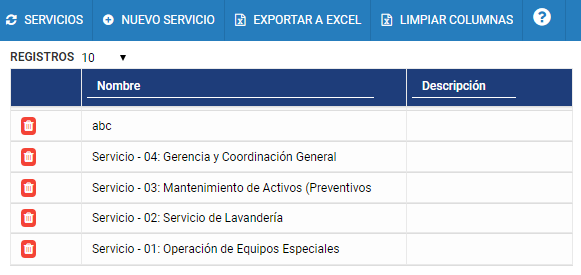 SERVICIOS NUEVO SERVICIO EXPORTAR A EXCEL LIMPIAR COLUMNAS ?
REGISTROS 10
Nombre Descripción
abc
Servicio - 04: Gerencia y Coordinación General
Servicio - 03: Mantenimiento de Activos (Preventivos
Servicio - 02: Servicio de Lavandería
Servicio - 01: Operación de Equipos Especiales